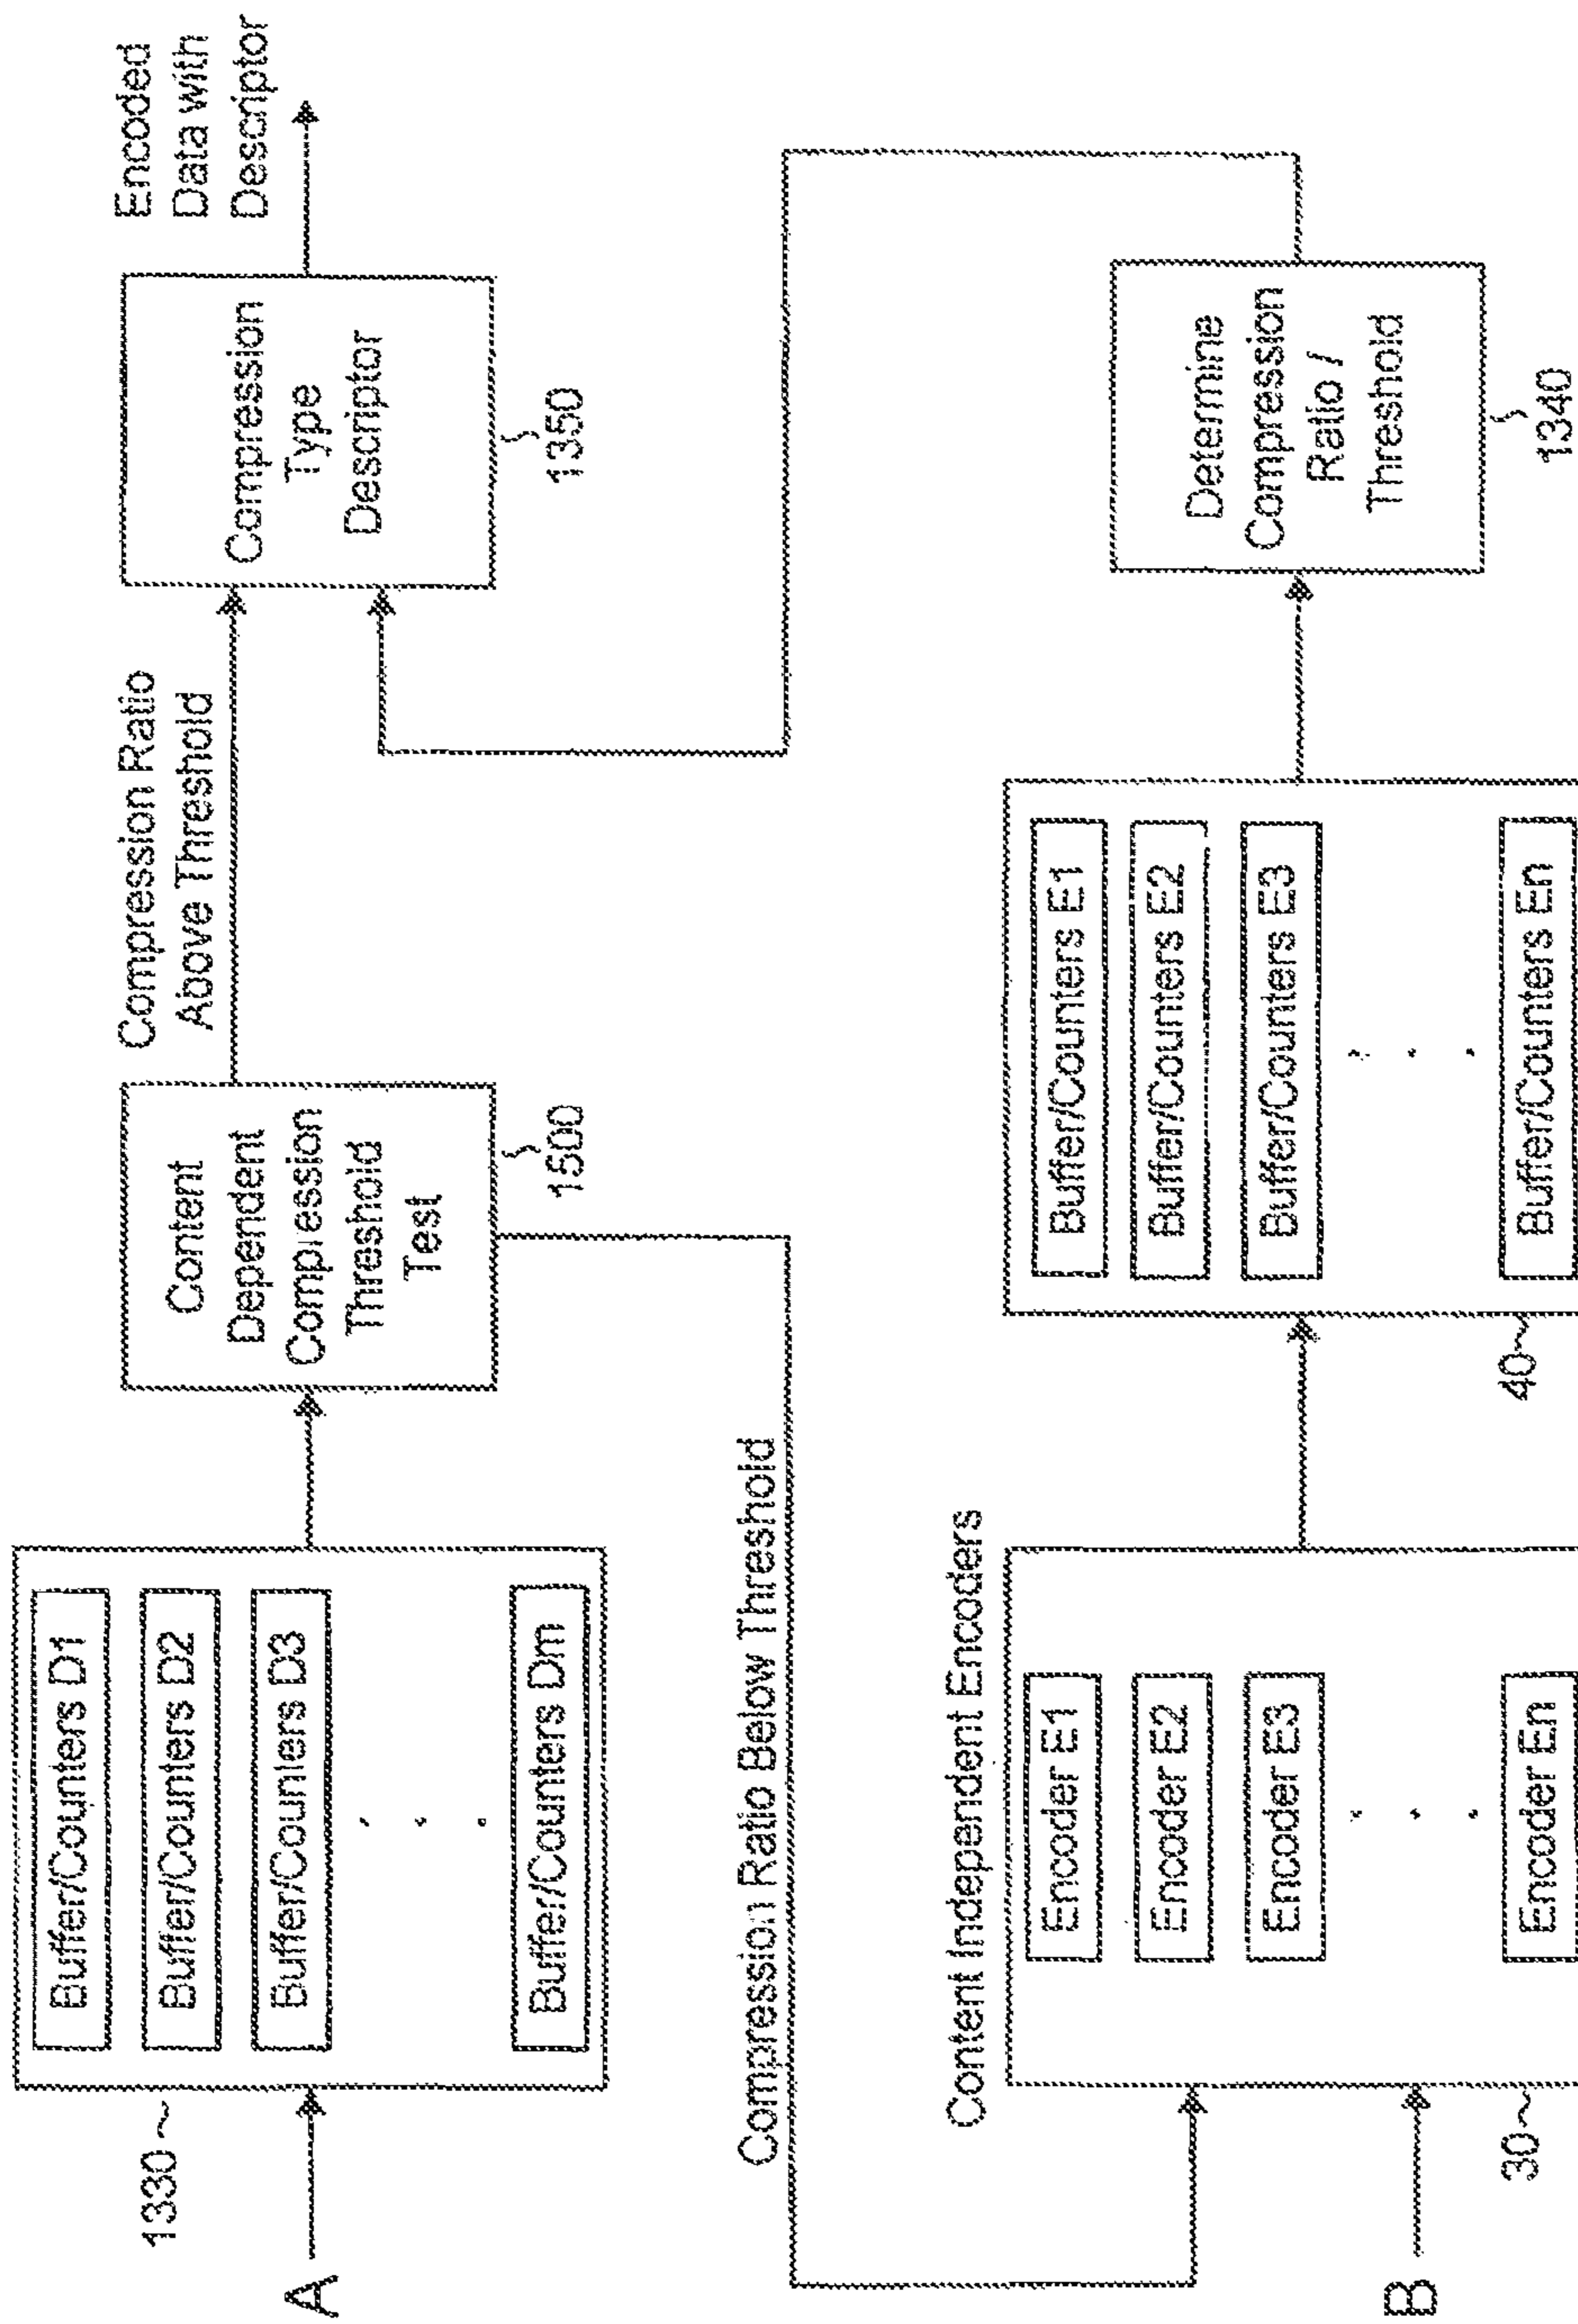 Buffer/Counters D1
Buffer/Counters D2
Buffer/Counters D3
.
.
.
Buffer/Counters Dm
1330
A
Content
Dependent
Compression
Threshold
Test
1500
Compression Ratio
Above Threshold
Compression
Type
Descriptor
1350
Encoded
Data with
Descriptor
Compression Ratio Below Threshold
Content Independent Encoders
Encoder E1
Encoder E2
Encoder E3
.
.
.
Encoder En
30
B
Buffer/Counters E1
Buffer/Counters E2
Buffer/Counters E3
.
.
.
Buffer/Counters En
40
Determine
Compression
Ratio /
Threshold
1340